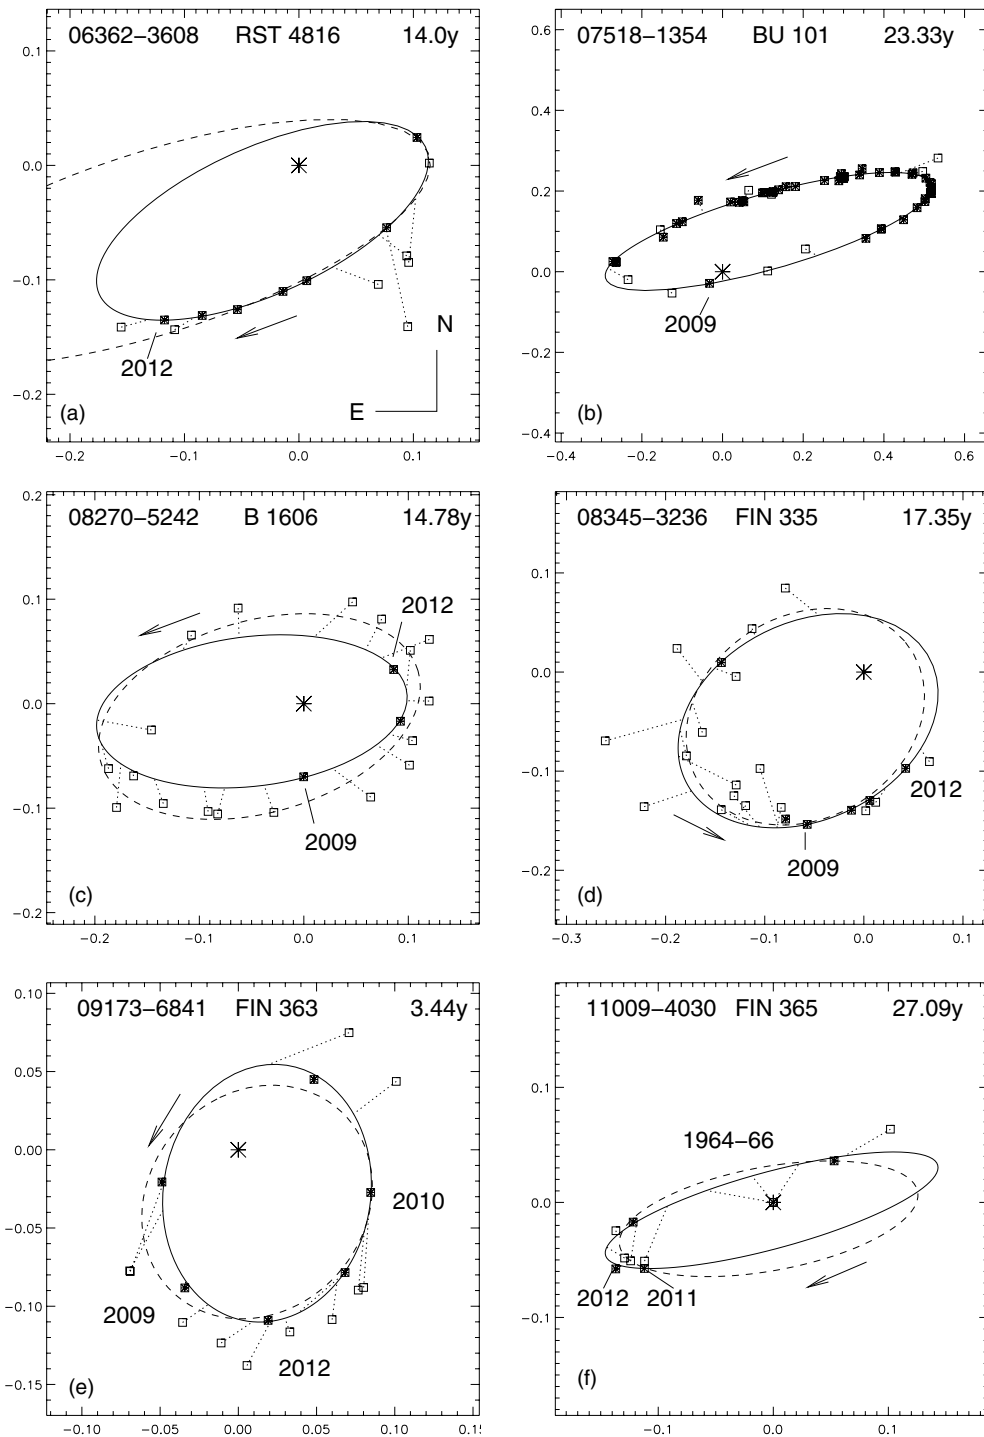 06362−3608 RST 4816 14.0y
0.1
0.0
−0.1
−0.2
2012
N
E
(a)
−0.2 −0.1 0.0 0.1
07518−1354 BU 101 23.33y
0.6
0.4
0.2
0.0
−0.2
−0.4
2009
(b)
−0.4 −0.2 0.0 0.2 0.4 0.6
08270−5242 B 1606 14.78y
0.2
0.1
0.0
−0.1
−0.2
2012
2009
(c)
−0.2 −0.1 0.0 0.1
08345−3236 FIN 335 17.35y
0.1
0.0
−0.1
−0.2
2012
2009
(d)
−0.3 −0.2 −0.1 0.0 0.1
09173−6841 FIN 363 3.44y
0.10
0.05
0.00
−0.05
−0.10
−0.15
2010
2009
2012
(e)
−0.10 −0.05 0.00 0.05 0.10 0.15
11009−4030 FIN 365 27.09y
0.1
0.0
−0.1
1964−66
2012 2011
(f)
−0.1 0.0 0.1